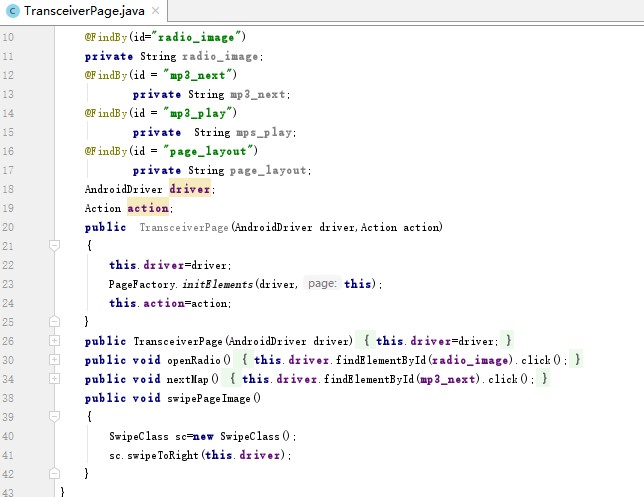 TransceiverPage.java
10 @FindBy(id="radio_image")
11 private String radio_image;
12 @FindBy(id = "mp3_next")
13 private String mp3_next;
14 @FindBy(id = "mp3_play")
15 private  String mps_play;
16 @FindBy(id = "page_layout")
17 private String page_layout;
18 AndroidDriver driver;
19 Action action;
20 public  TransceiverPage(AndroidDriver driver,Action action)
21 {
22 this.driver=driver;
23 PageFactory.initElements(driver, page: this);
24 this.action=action;
25 }
26 public TransceiverPage(AndroidDriver driver) { this.driver=driver; }
30 public void openRadio() { this.driver.findElementById(radio_image).click(); }
34 public void nextMap() { this.driver.findElementById(mp3_next).click(); }
38 public void swipePageImage()
39 {
40 SwipeClass sc=new SwipeClass();
41 sc.swipeToRight(this.driver);
42 }
43 }